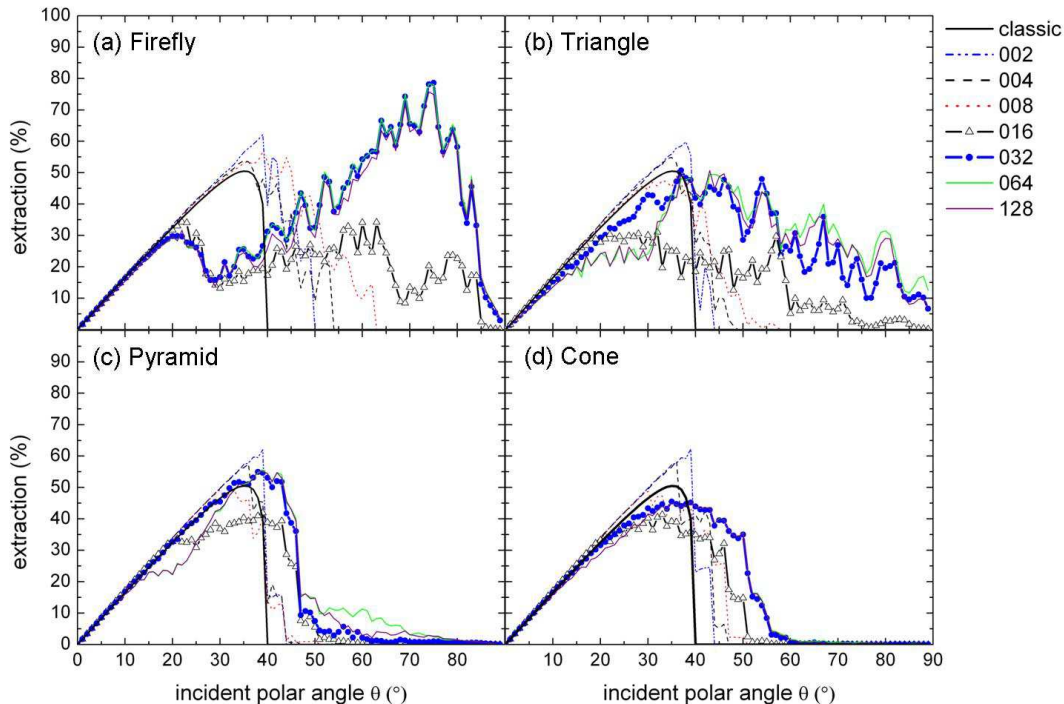 (a) Firefly
(b) Triangle
classic
002
004
008
016
032
064
128
100
90
80
70
60
50
40
30
20
10
extraction (%)
(c) Pyramid
(d) Cone
90
80
70
60
50
40
30
20
10
0
extraction (%)
0 10 20 30 40 50 60 70 80
10 20 30 40 50 60 70 80 90
incident polar angle θ (°)
incident polar angle θ (°)